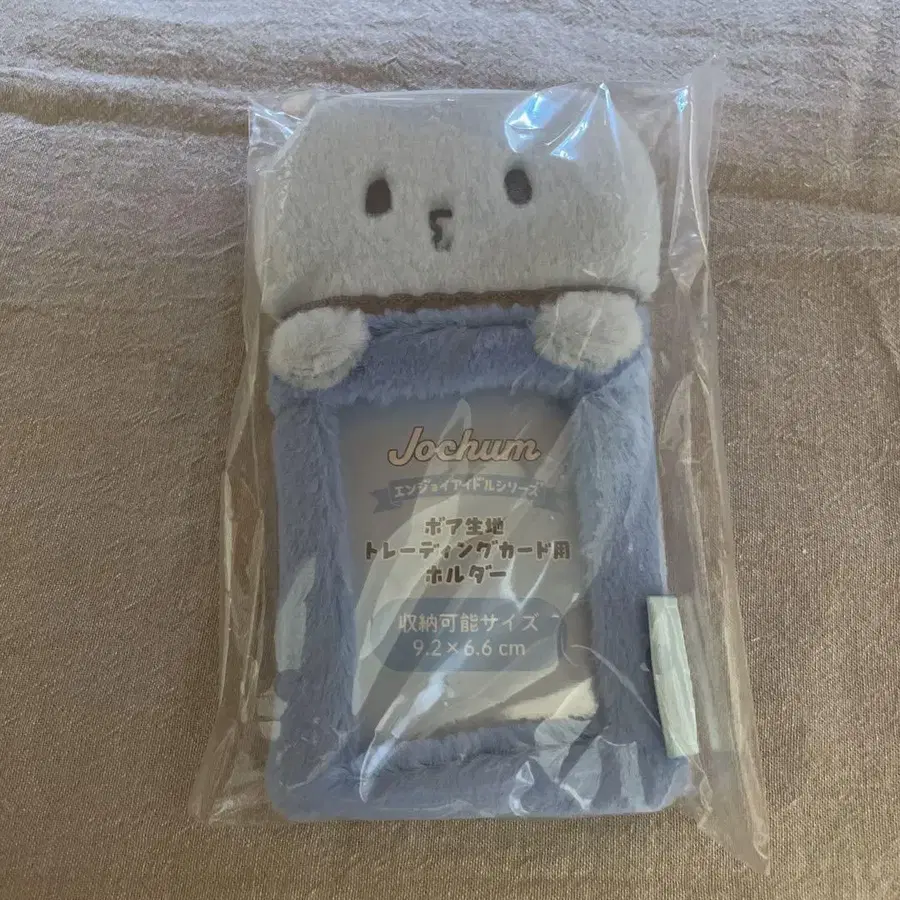 Jochum
エンジョイアイドルシリーズ
ボア生地
トレーディングカード用
ホルダー
収納可能サイズ
9.2×6.6 cm